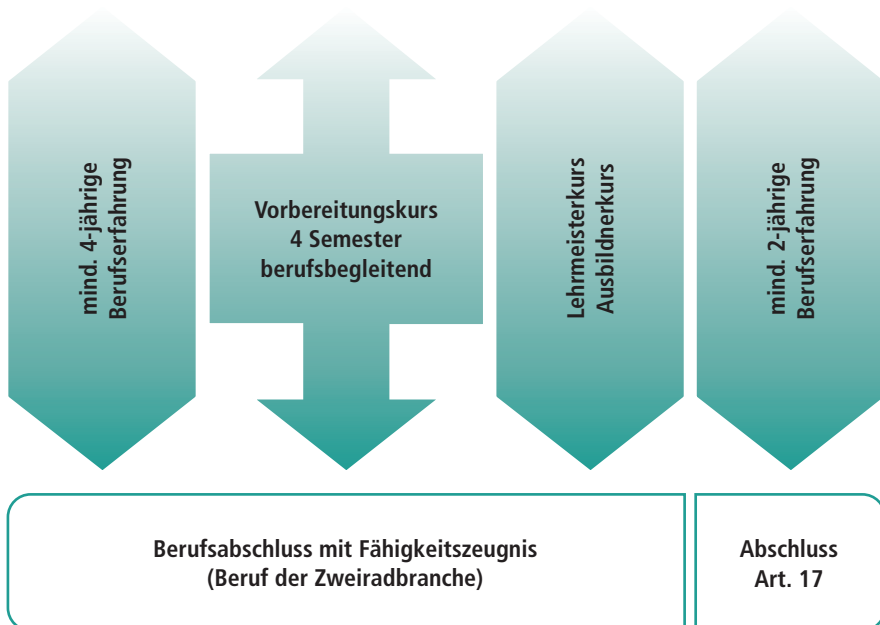 mind. 4-jährige
Berufserfahrung
Vorbereitungskurs
4 Semester
berufsbegleitend
Lehrmeisterkurs
Ausbildnerkurs
mind. 2-jährige
Berufserfahrung
Berufsabschluss mit Fähigkeitszeugnis
(Beruf der Zweiradbranche)
Abschluss
Art. 17